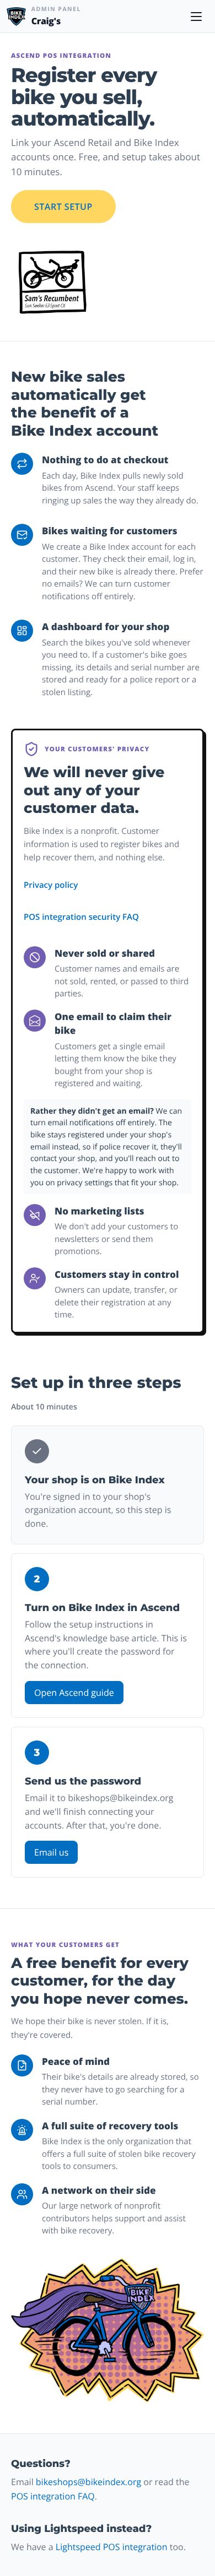 BIKE INDEX
ADMIN PANEL
Craig's
ASCEND POS INTEGRATION
Register every
bike you sell,
automatically.
Link your Ascend Retail and Bike Index
accounts once. Free, and setup takes about
10 minutes.
START SETUP
Sam's Recumbent
New bike sales
automatically get
the benefit of a
Bike Index account
Nothing to do at checkout
Each day, Bike Index pulls newly sold
bikes from Ascend. Your staff keeps
ringing up sales the way they already do.
Bikes waiting for customers
We create a Bike Index account for each
customer. They check their email, log in,
and their new bike is already there. Prefer
no emails? We can turn customer
notifications off entirely.
A dashboard for your shop
Search the bikes you've sold whenever
you need to. If a customer's bike goes
missing, its details and serial number are
stored and ready for a police report or a
stolen listing.
YOUR CUSTOMERS' PRIVACY
We will never give
out any of your
customer data.
Bike Index is a nonprofit. Customer
information is used to register bikes and
help recover them, and nothing else.
Privacy policy
POS integration security FAQ
Never sold or shared
Customer names and emails are
not sold, rented, or passed to third
parties.
One email to claim their
bike
Customers get a single email
letting them know the bike they
bought from your shop is
registered and waiting.
Rather they didn't get an email? We can
turn email notifications off entirely. The
bike stays registered under your shop's
email instead, so if police recover it, they'll
contact your shop, and you'll reach out to
the customer. We're happy to work with
you on privacy settings that fit your shop.
No marketing lists
We don't add your customers to
newsletters or send them
promotions.
Customers stay in control
Owners can update, transfer, or
delete their registration at any
time.
Set up in three steps
About 10 minutes
Your shop is on Bike Index
You're signed in to your shop's
organization account, so this step is
done.
2
Turn on Bike Index in Ascend
Follow the setup instructions in
Ascend's knowledge base article. This is
where you'll create the password for
the connection.
Open Ascend guide
3
Send us the password
Email it to bikeshops@bikeindex.org
and we'll finish connecting your
accounts. After that, you're done.
Email us
WHAT YOUR CUSTOMERS GET
A free benefit for every
customer, for the day
you hope never comes.
We hope their bike is never stolen. If it is,
they're covered.
Peace of mind
Their bike's details are already stored, so
they never have to go searching for a
serial number.
A full suite of recovery tools
Bike Index is the only organization that
offers a full suite of stolen bike recovery
tools to consumers.
A network on their side
Our large network of nonprofit
contributors helps support and assist
with bike recovery.
BIKE
INDEX
Questions?
Email bikeshops@bikeindex.org or read the
POS integration FAQ.
Using Lightspeed instead?
We have a Lightspeed POS integration too.